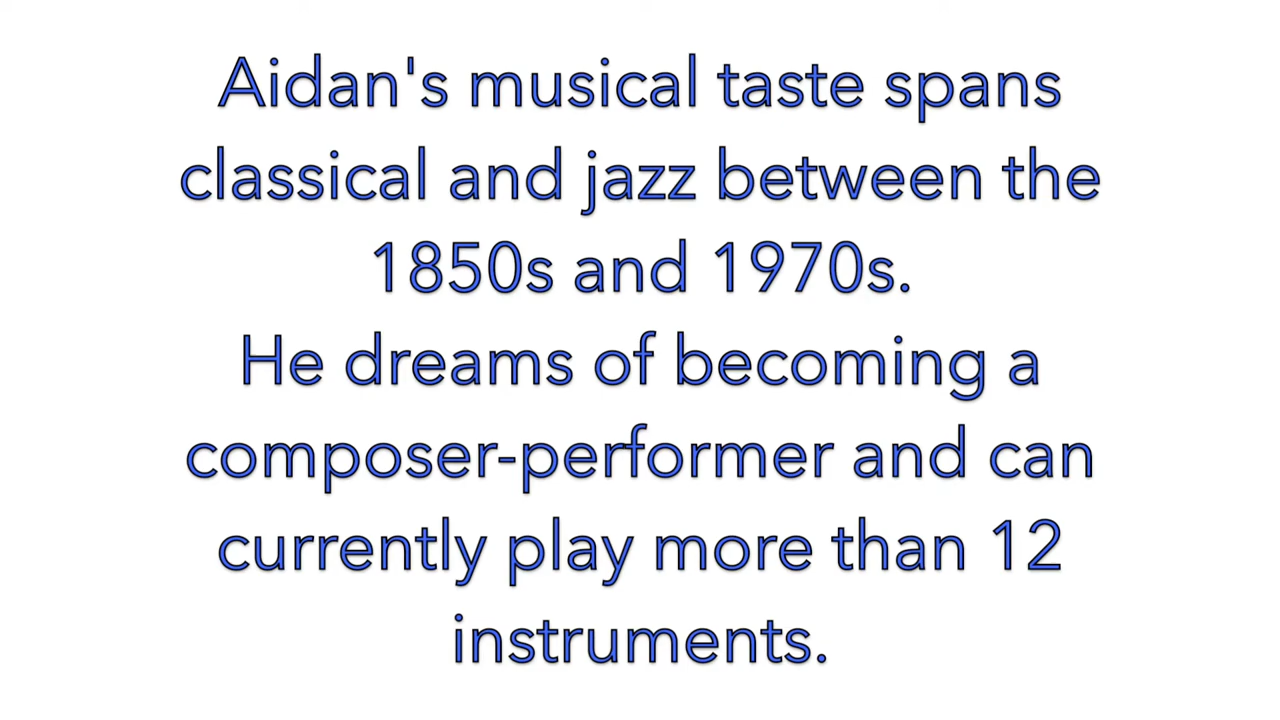 Aidan's musical taste spans
classical and jazz between the
1850s and 1970s.
He dreams of becoming a
composer-performer and can
currently play more than 12
instruments.